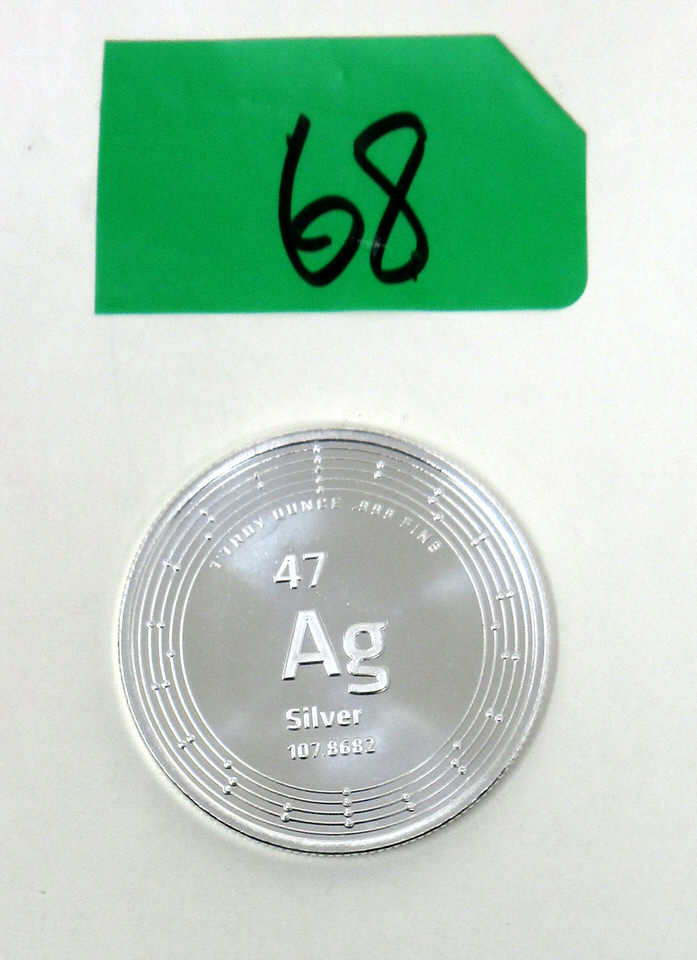 68
1 TROY OUNCE .999 FINE
47
Ag
Silver
107.8682